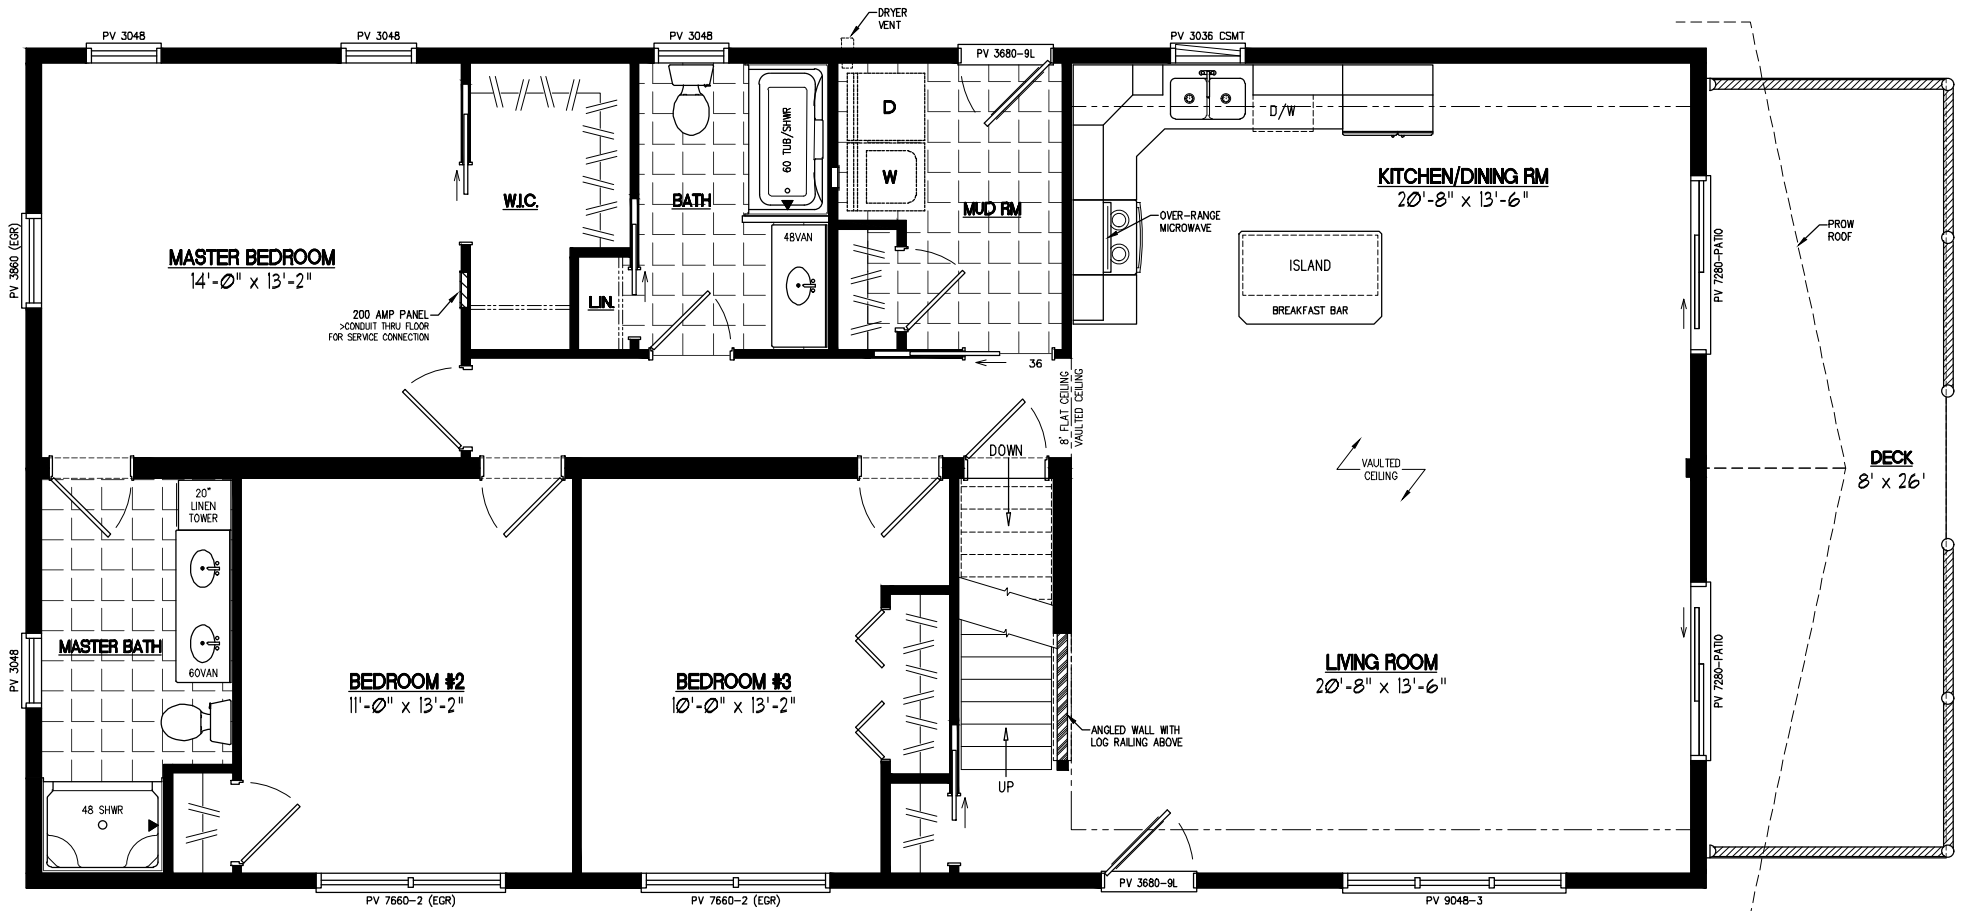 DRYER
VENT
PV 3048
PV 3048
PV 3048
PV 3680-9L
PV 3036 CSMT
D
W
60 TUB/SHWR
D/W
KITCHEN/DINING RM
20'-8" x 13'-6"
W.I.C.
BATH
MUD RM
OVER-RANGE
MICROWAVE
PROW
ROOF
48VAN
PV 3860 (EGR)
MASTER BEDROOM
14'-0" x 13'-2"
ISLAND
BREAKFAST BAR
PV 7280-PATIO
LIN.
200 AMP PANEL
>CONDUIT THRU FLOOR
FOR SERVICE CONNECTION
36
8' FLAT CEILING
VAULTED CEILING
DOWN
VAULTED
CEILING
DECK
8' x 26'
20"
LINEN
TOWER
PV 3048
MASTER BATH
60VAN
BEDROOM #2
11'-0" x 13'-2"
BEDROOM #3
10'-0" x 13'-2"
LIVING ROOM
20'-8" x 13'-6"
PV 7280-PATIO
ANGLED WALL WITH
LOG RAILING ABOVE
UP
48 SHWR
PV 3680-9L
PV 7660-2 (EGR)
PV 7660-2 (EGR)
PV 9048-3